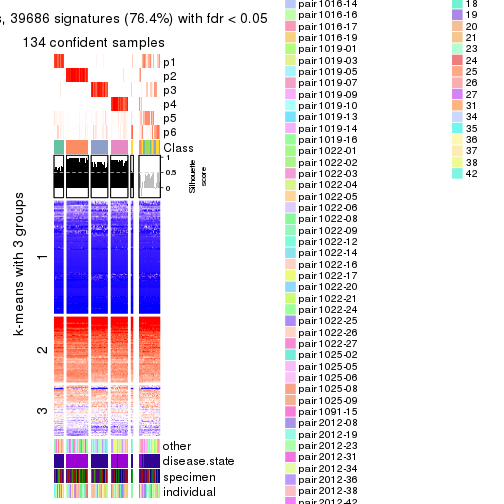 s, 39686 signatures (76.4%) with fdr < 0.05
134 confident samples
p1
p2
p3
p4
p5
p6
Class
1
0.5
0
Silhouette
score
k-means with 3 groups
1
2
3
other
disease.state
specimen
individual
pair1016-14
pair1016-16
pair1016-17
pair1016-19
pair1019-01
pair1019-03
pair1019-05
pair1019-07
pair1019-09
pair1019-10
pair1019-13
pair1019-14
pair1019-16
pair1022-01
pair1022-02
pair1022-03
pair1022-04
pair1022-05
pair1022-06
pair1022-08
pair1022-09
pair1022-12
pair1022-14
pair1022-16
pair1022-17
pair1022-20
pair1022-21
pair1022-24
pair1022-25
pair1022-26
pair1022-27
pair1025-02
pair1025-05
pair1025-06
pair1025-08
pair1025-09
pair1091-15
pair2012-08
pair2012-19
pair2012-23
pair2012-31
pair2012-34
pair2012-36
pair2012-38
pair2012-42
18
19
20
21
23
24
25
26
27
31
34
35
36
37
38
42